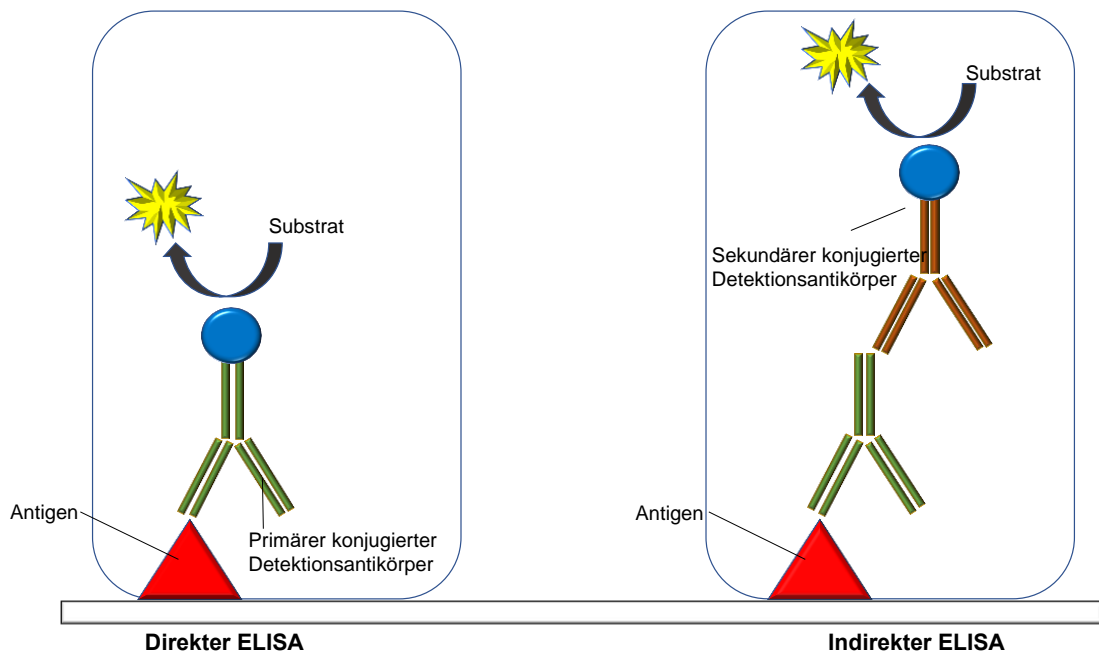 Substrat
Antigen
Primärer konjugierter
Detektionsantikörper
Direkter ELISA
Substrat
Sekundärer konjugierter
Detektionsantikörper
Antigen
Indirekter ELISA